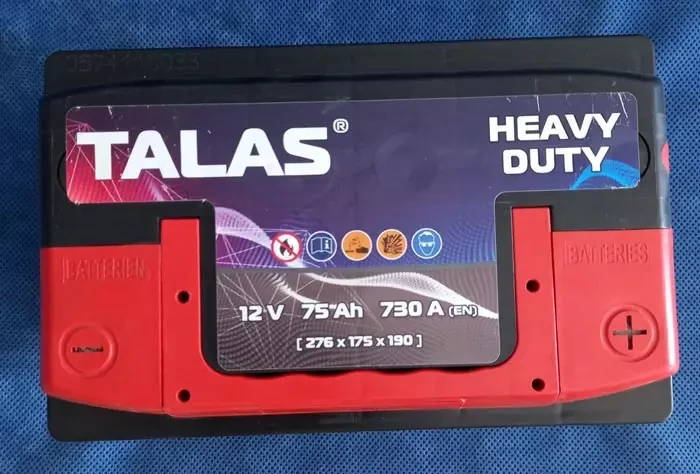 TALAS®
HEAVY
DUTY
BATTERIEN
BATTERIES
12 V 75 Ah 730 A (EN)
[ 276 x 175 x 190 ]